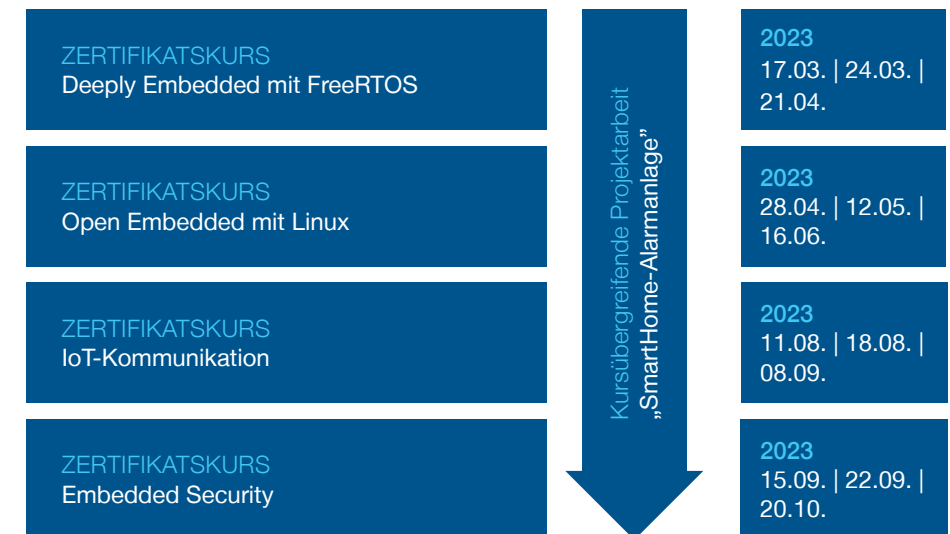 ZERTIFIKATSKURS
Deeply Embedded mit FreeRTOS
2023
17.03. | 24.03. |
21.04.
ZERTIFIKATSKURS
Open Embedded mit Linux
2023
28.04. | 12.05. |
16.06.
ZERTIFIKATSKURS
IoT-Kommunikation
2023
11.08. | 18.08. |
08.09.
ZERTIFIKATSKURS
Embedded Security
2023
15.09. | 22.09. |
20.10.
Kursübergreifende Projektarbeit
„SmartHome-Alarmanlage”